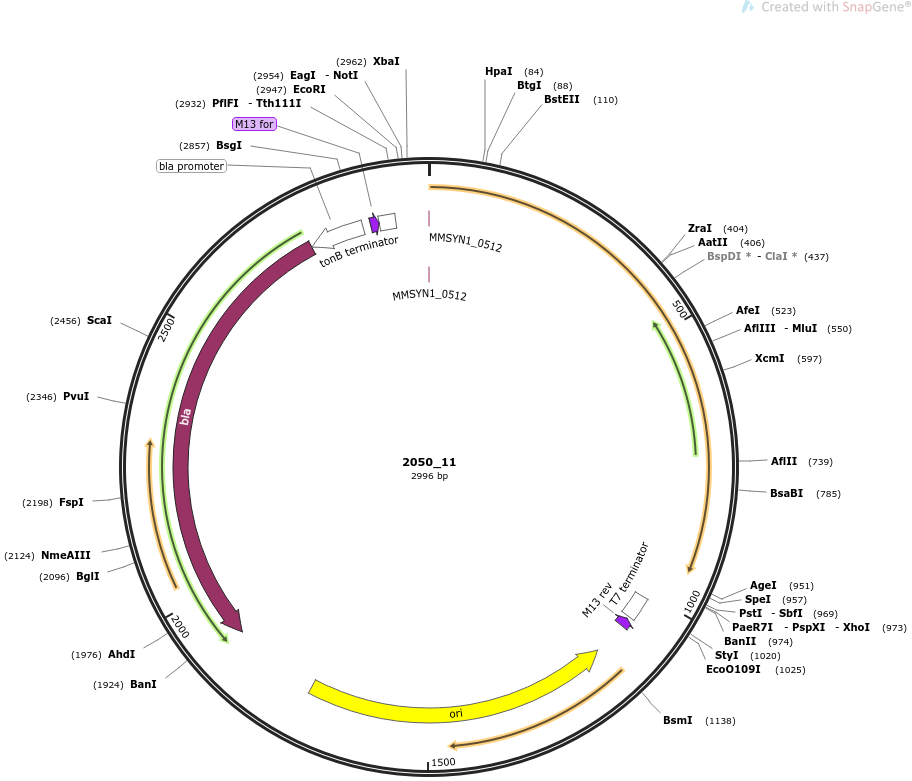 Created with SnapGene®
(2962) XbaI
(2954) EagI - NotI
(2947) EcoRI
(2932) PflFI - Tth111I
M13 for
(2857) BsgI
bla promoter
HpaI (84)
BtgI (88)
BstEII (110)
ZraI (404)
AatII (406)
BspDI * - ClaI * (437)
tonB terminator
MMSYN1_0512
MMSYN1_0512
500
AfeI (523)
AflIII - MluI (550)
XcmI (597)
(2456) ScaI
2500
(2346) PvuI
bla
2050_11
2996 bp
AflII (739)
BsaBI (785)
(2198) FspI
(2124) NmeAIII
(2096) BglI
2000
(1976) AhdI
(1924) BanI
M13 rev
T7 terminator
1000
AgeI (951)
SpeI (957)
PstI - SbfI (969)
PaeR7I - PspXI - XhoI (973)
BanII (974)
StyI (1020)
EcoO109I (1025)
BsmI (1138)
ori
1500